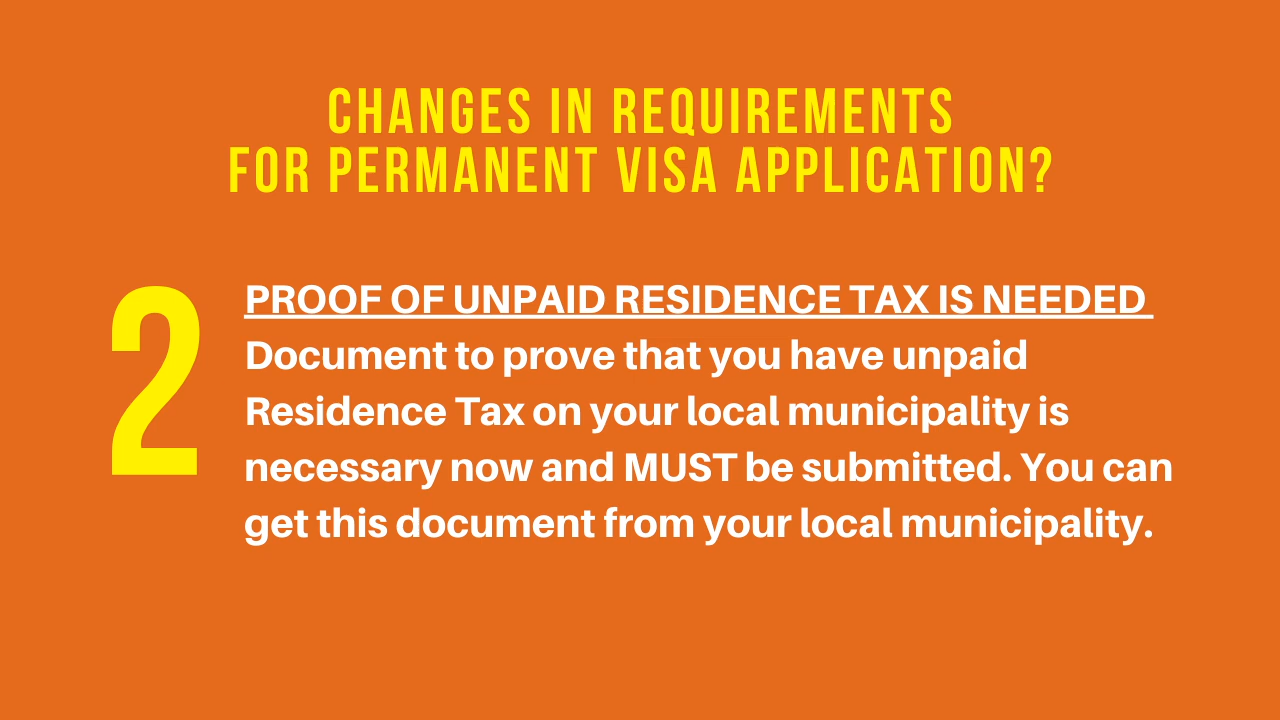 CHANGES IN REQUIREMENTS
FOR PERMANENT VISA APPLICATION?
2
PROOF OF UNPAID RESIDENCE TAX IS NEEDED
Document to prove that you have unpaid
Residence Tax on your local municipality is
necessary now and MUST be submitted. You can
get this document from your local municipality.